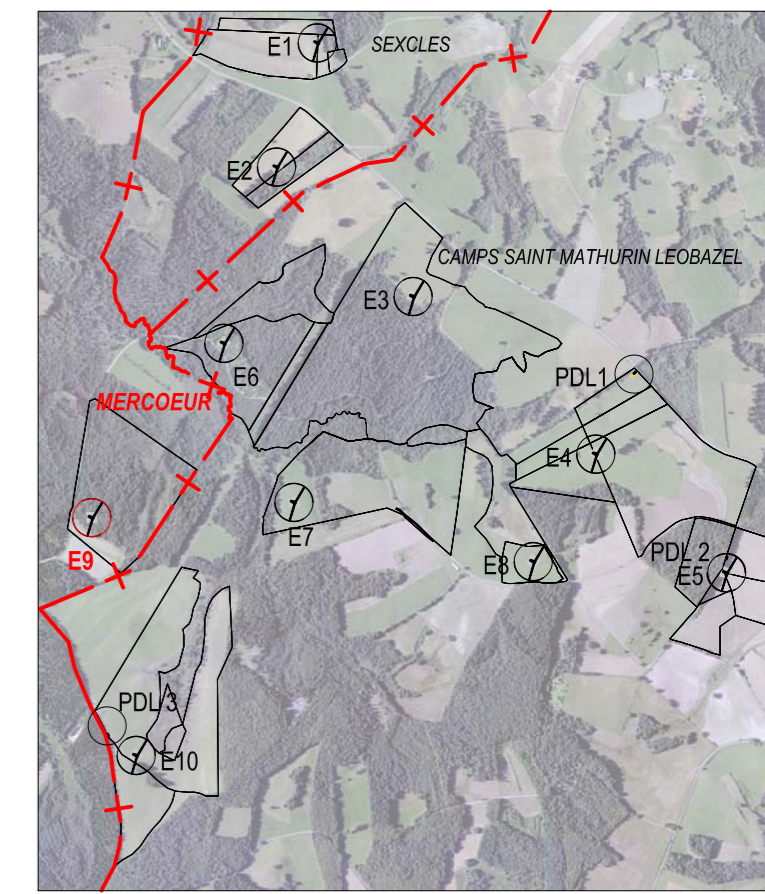 E1
SEXCLES
E2
CAMPS SAINT MATHURIN LEOBAZEL
E3
E6
PDL1
MERCOEUR
E4
E7
PDL 2
E8
E9
E5
PDL 3
E10